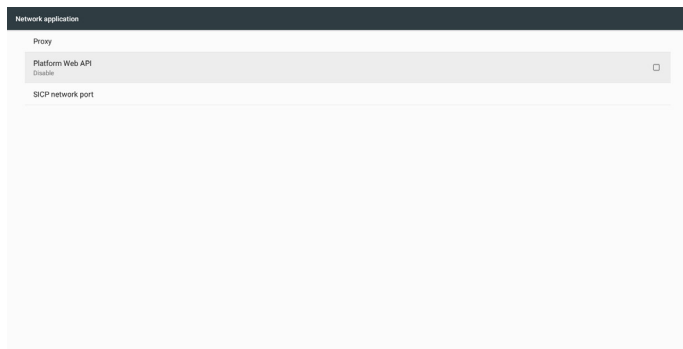 Network application
Proxy
Platform Web API
Disable
SICP network port